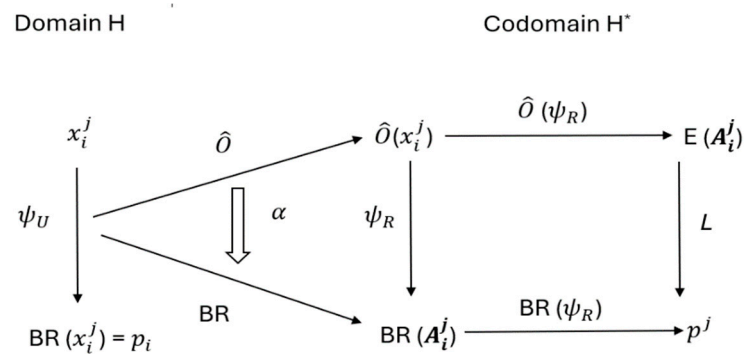 Domain H
Codomain H*
x_i^j
Ô
Ô(x_i^j)
Ô (ψ_R)
E (A_i^j)
ψ_U
α
ψ_R
L
BR
BR (x_i^j) = p_i
BR (A_i^j)
BR (ψ_R)
p^j